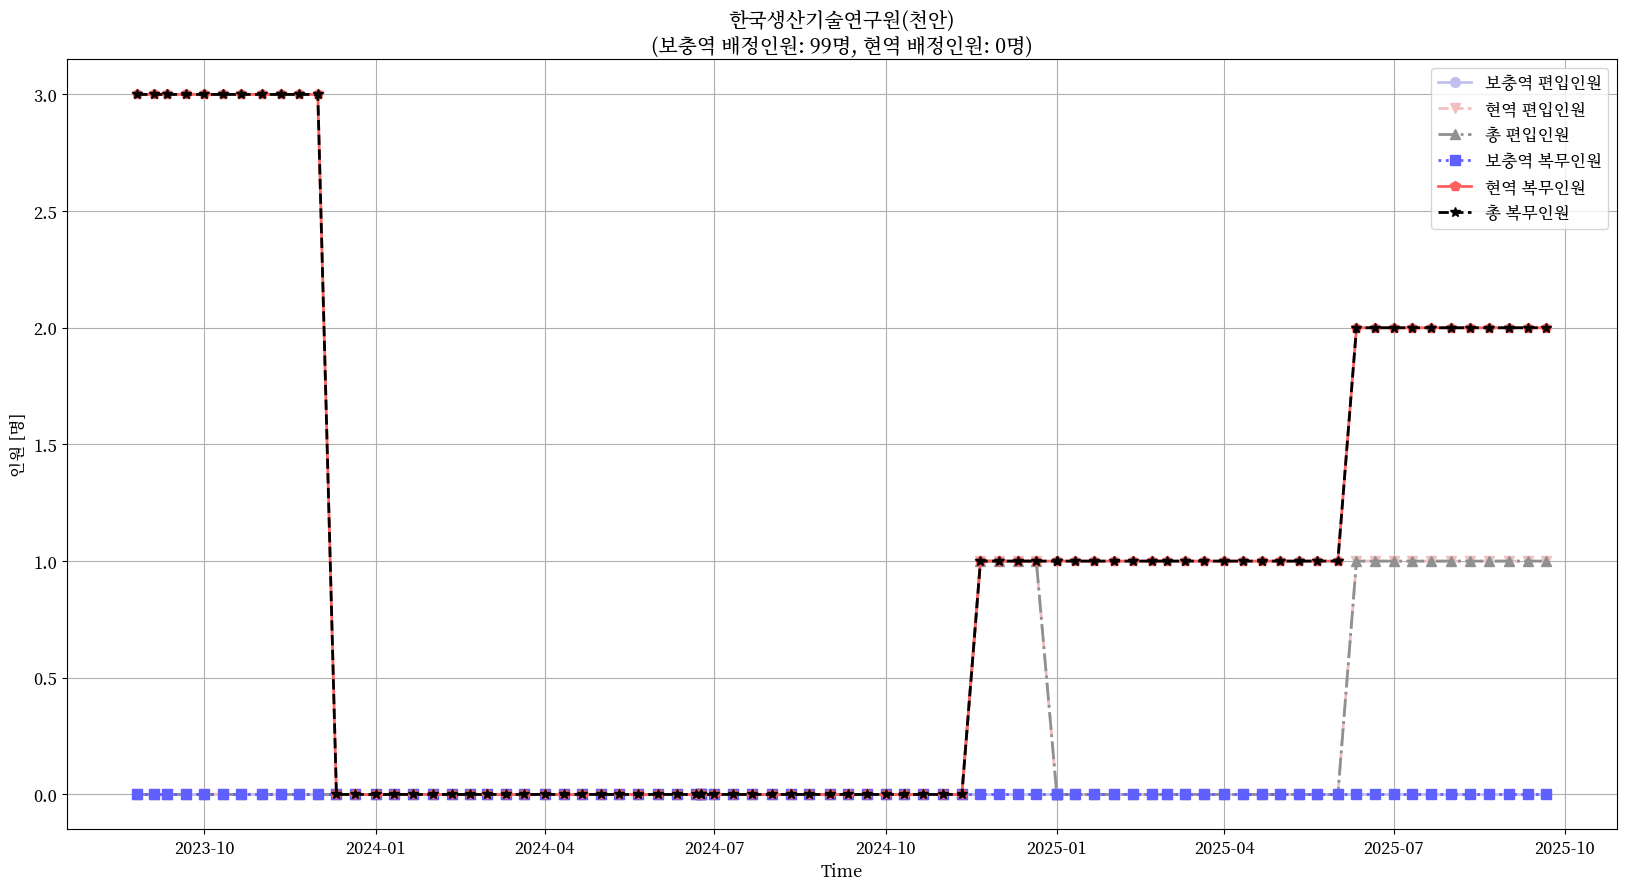 한국생산기술연구원(천안)
(보충역 배정인원: 99명, 현역 배정인원: 0명)
보충역 편입인원
현역 편입인원
총 편입인원
보충역 복무인원
현역 복무인원
총 복무인원
인원 [명]
3.0
2.5
2.0
1.5
1.0
0.5
0.0
2023-10
2024-01
2024-04
2024-07
2024-10
2025-01
2025-04
2025-07
2025-10
Time